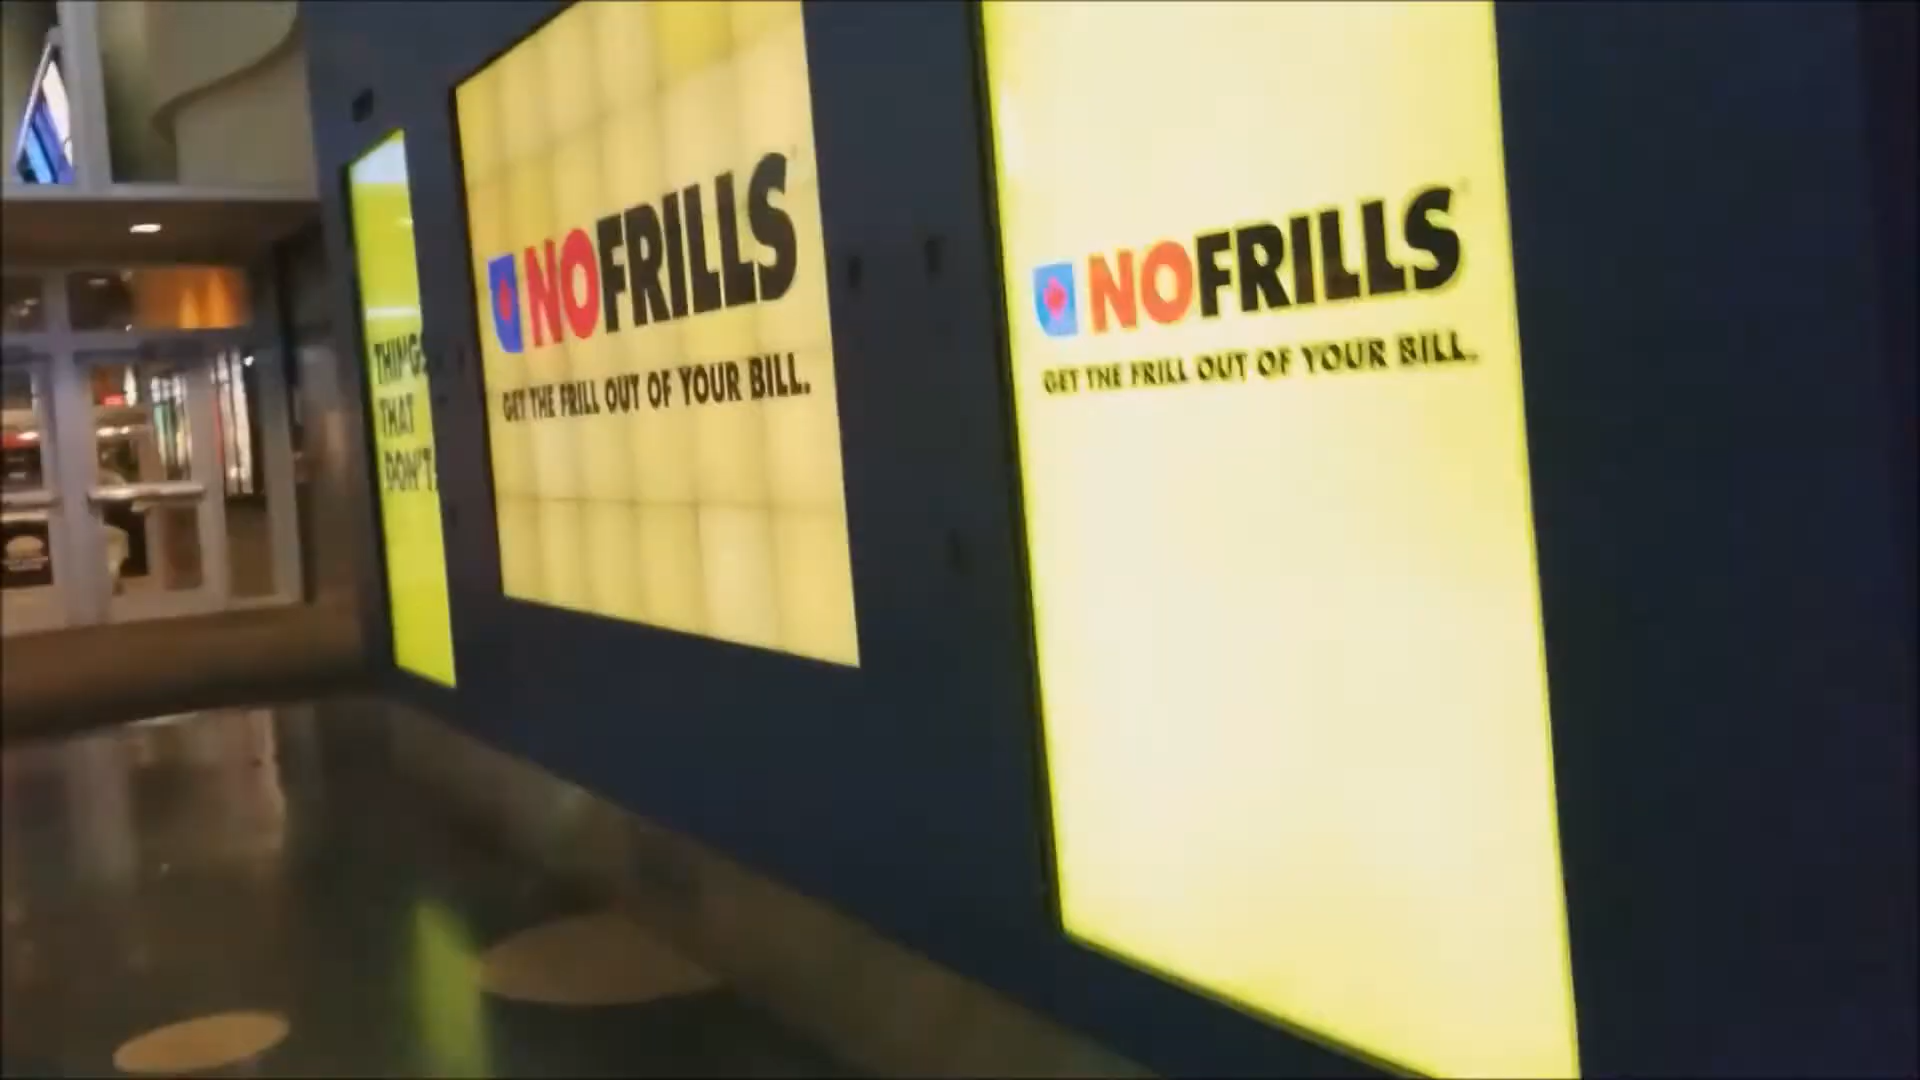 THINGS
THAT
DON'T.
NOFRILLS
GET THE FRILL OUT OF YOUR BILL.
NOFRILLS
GET THE FRILL OUT OF YOUR BILL.